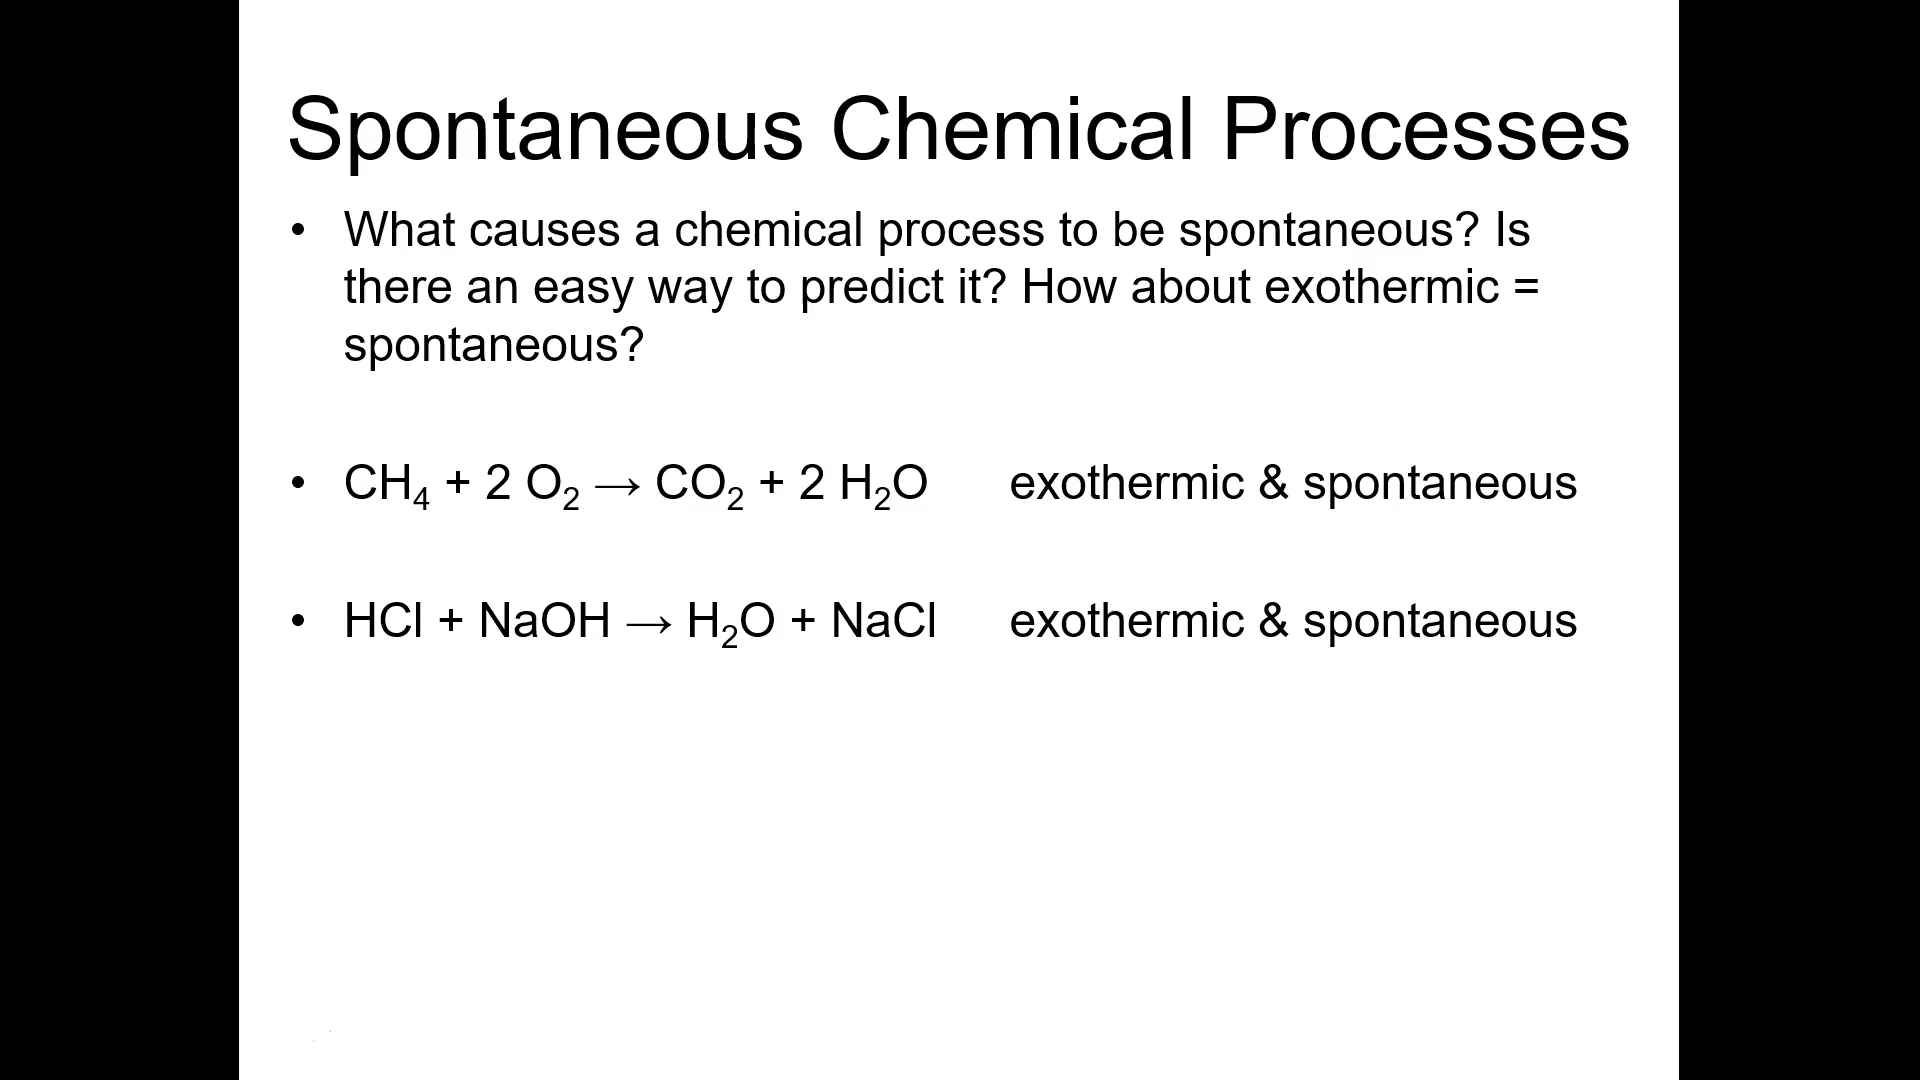 Spontaneous Chemical Processes
• What causes a chemical process to be spontaneous? Is
there an easy way to predict it? How about exothermic =
spontaneous?
• CH₄ + 2 O₂ → CO₂ + 2 H₂O exothermic & spontaneous
• HCl + NaOH → H₂O + NaCl exothermic & spontaneous